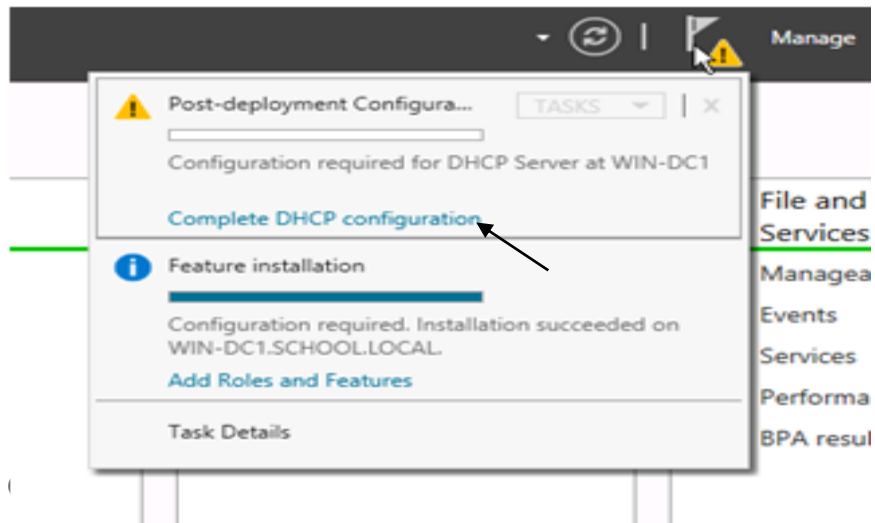 Manage
Post-deployment Configura...
TASKS
Configuration required for DHCP Server at WIN-DC1
Complete DHCP configuration
Feature installation
Configuration required. Installation succeeded on
WIN-DC1.SCHOOL.LOCAL.
Add Roles and Features
Task Details
File and
Services
Managea
Events
Services
Performa
BPA resul